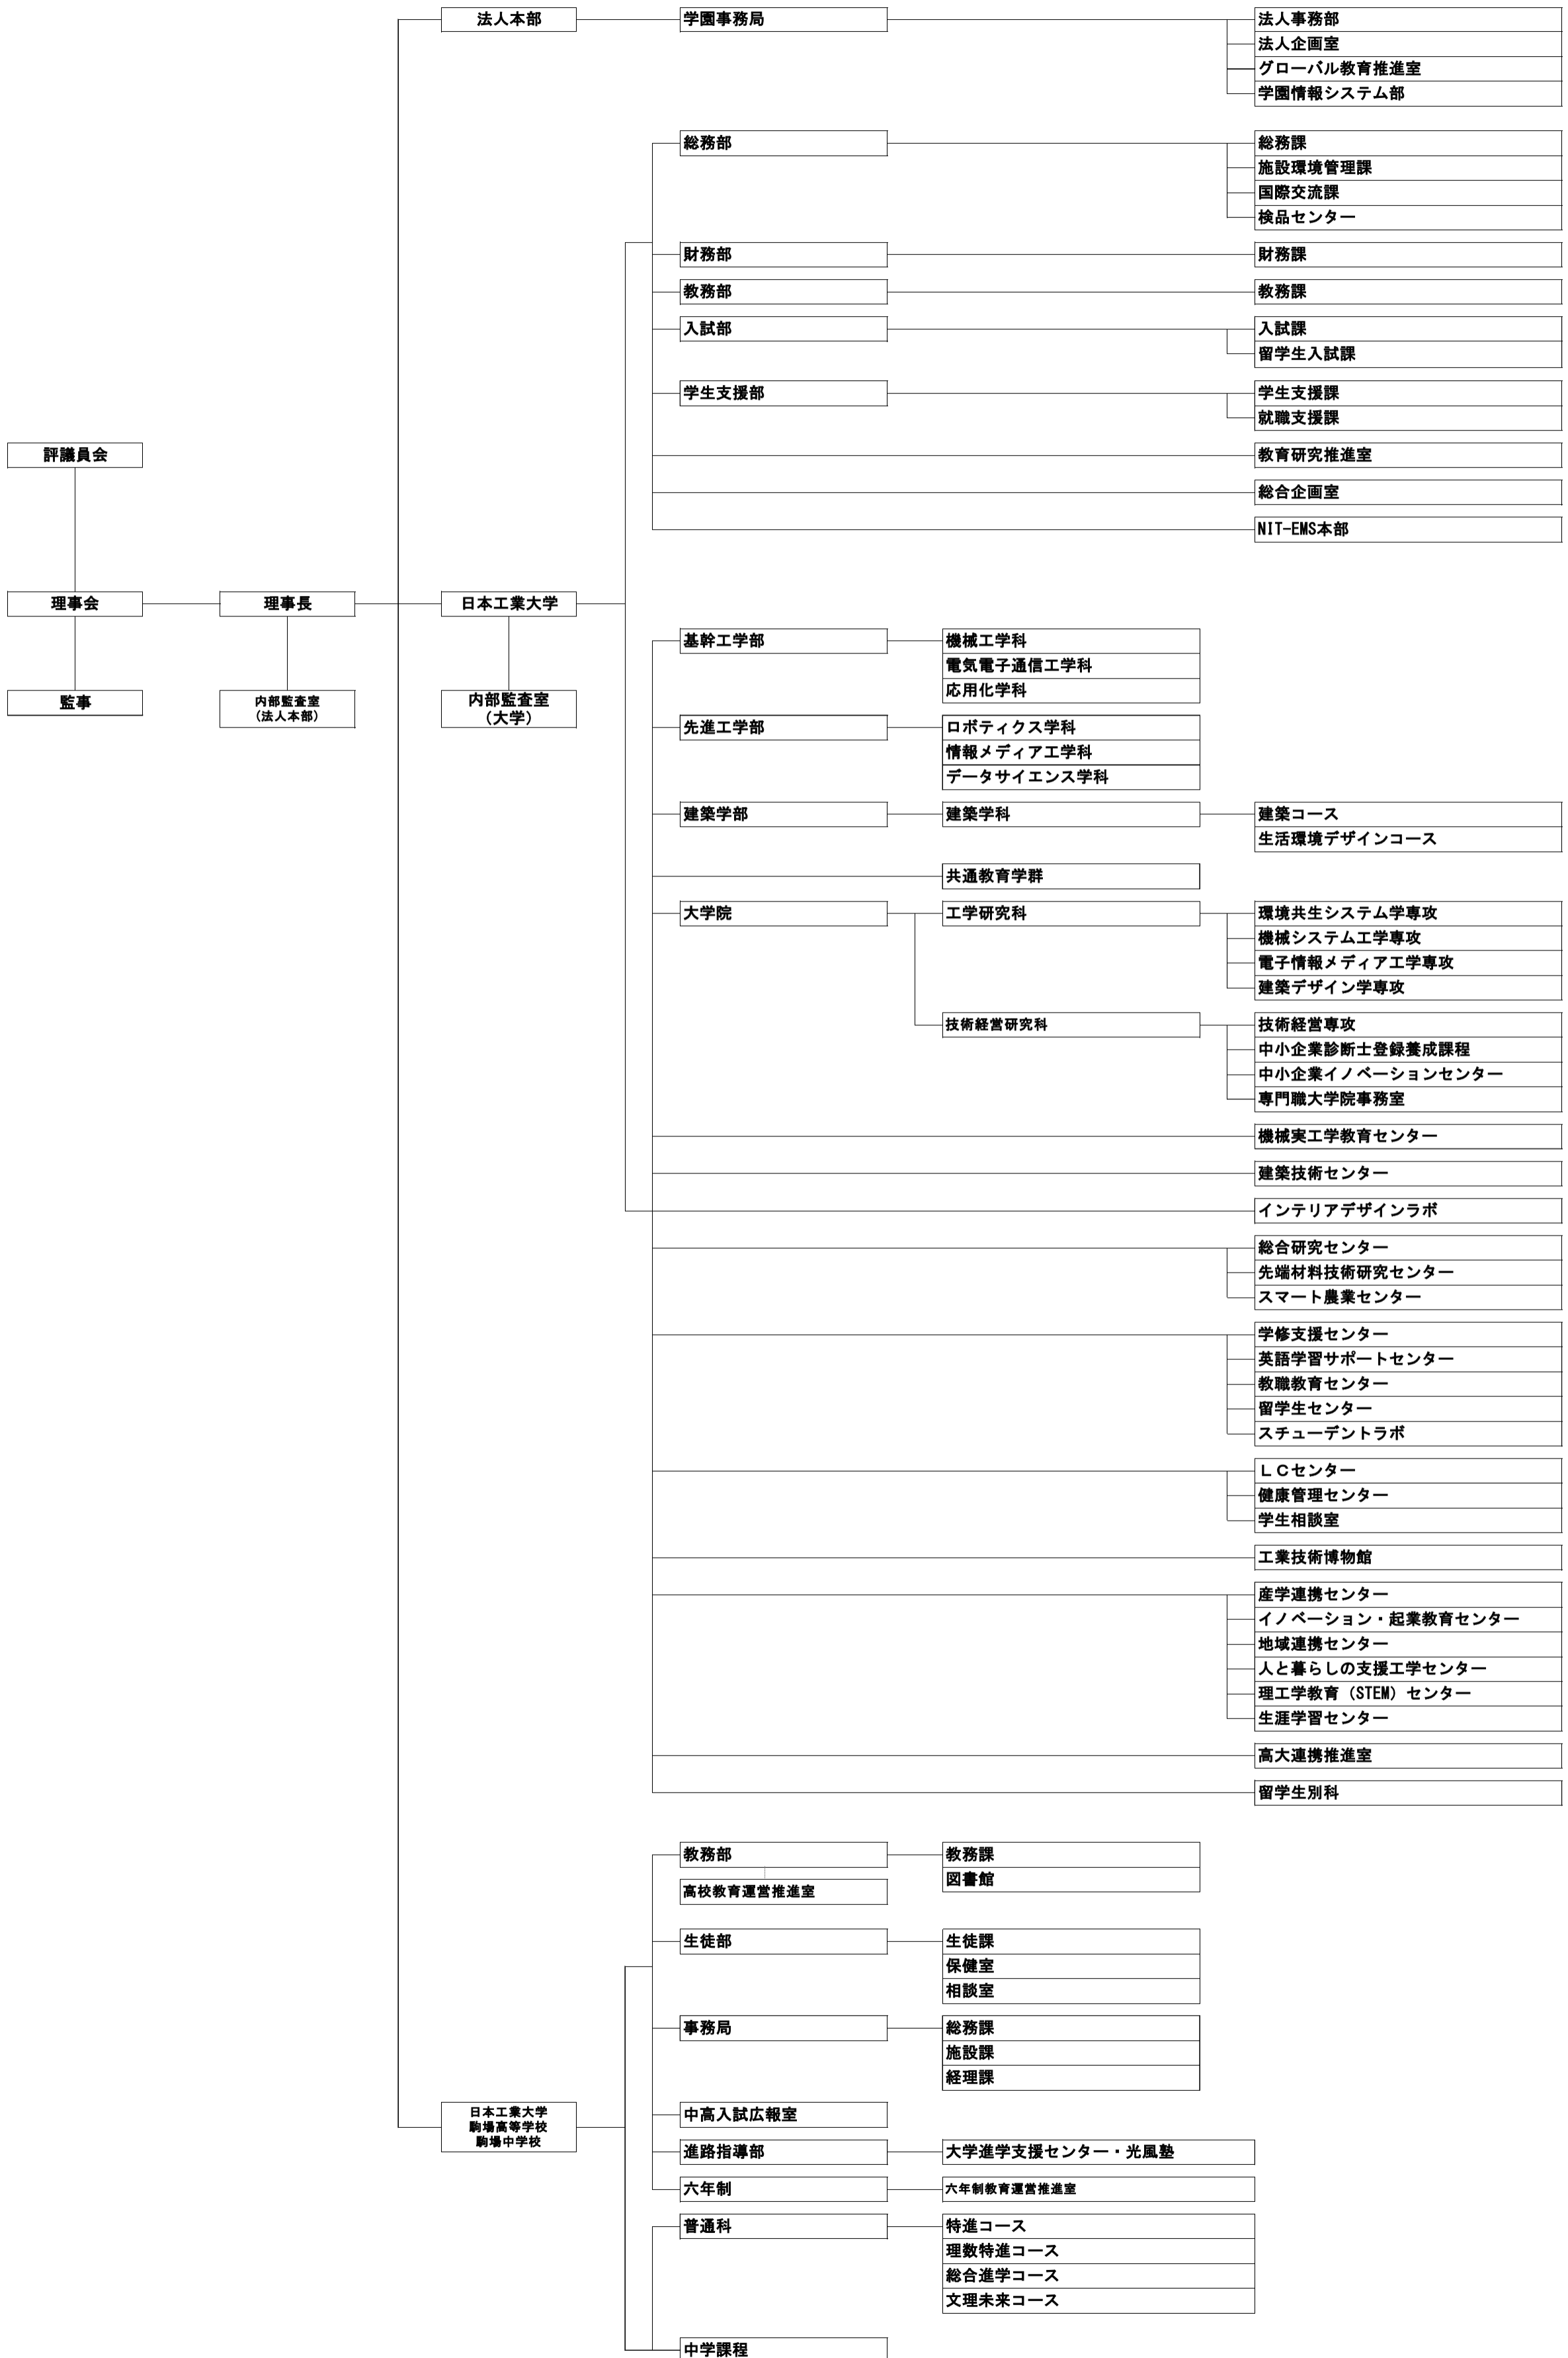 法人本部
学園事務局
法人事務部
法人企画室
グローバル教育推進室
学園情報システム部
総務部
総務課
施設環境管理課
国際交流課
検品センター
財務部
財務課
教務部
教務課
入試部
入試課
留学生入試課
学生支援部
学生支援課
就職支援課
評議員会
教育研究推進室
総合企画室
NIT-EMS本部
理事会
理事長
日本工業大学
監事
内部監査室
(法人本部)
内部監査室
(大学)
基幹工学部
機械工学科
電気電子通信工学科
応用化学科
先進工学部
ロボティクス学科
情報メディア工学科
データサイエンス学科
建築学部
建築学科
建築コース
生活環境デザインコース
共通教育学群
大学院
工学研究科
環境共生システム学専攻
機械システム工学専攻
電子情報メディア工学専攻
建築デザイン学専攻
技術経営研究科
技術経営専攻
中小企業診断士登録養成課程
中小企業イノベーションセンター
専門職大学院事務室
機械実工学教育センター
建築技術センター
インテリアデザインラボ
総合研究センター
先端材料技術研究センター
スマート農業センター
学修支援センター
英語学習サポートセンター
教職教育センター
留学生センター
スチューデントラボ
ＬＣセンター
健康管理センター
学生相談室
工業技術博物館
産学連携センター
イノベーション・起業教育センター
地域連携センター
人と暮らしの支援工学センター
理工学教育（STEM）センター
生涯学習センター
高大連携推進室
留学生別科
教務部
高校教育運営推進室
教務課
図書館
生徒部
生徒課
保健室
相談室
事務局
総務課
施設課
経理課
日本工業大学
駒場高等学校
駒場中学校
中高入試広報室
進路指導部
大学進学支援センター・光風塾
六年制
六年制教育運営推進室
普通科
特進コース
理数特進コース
総合進学コース
文理未来コース
中学課程